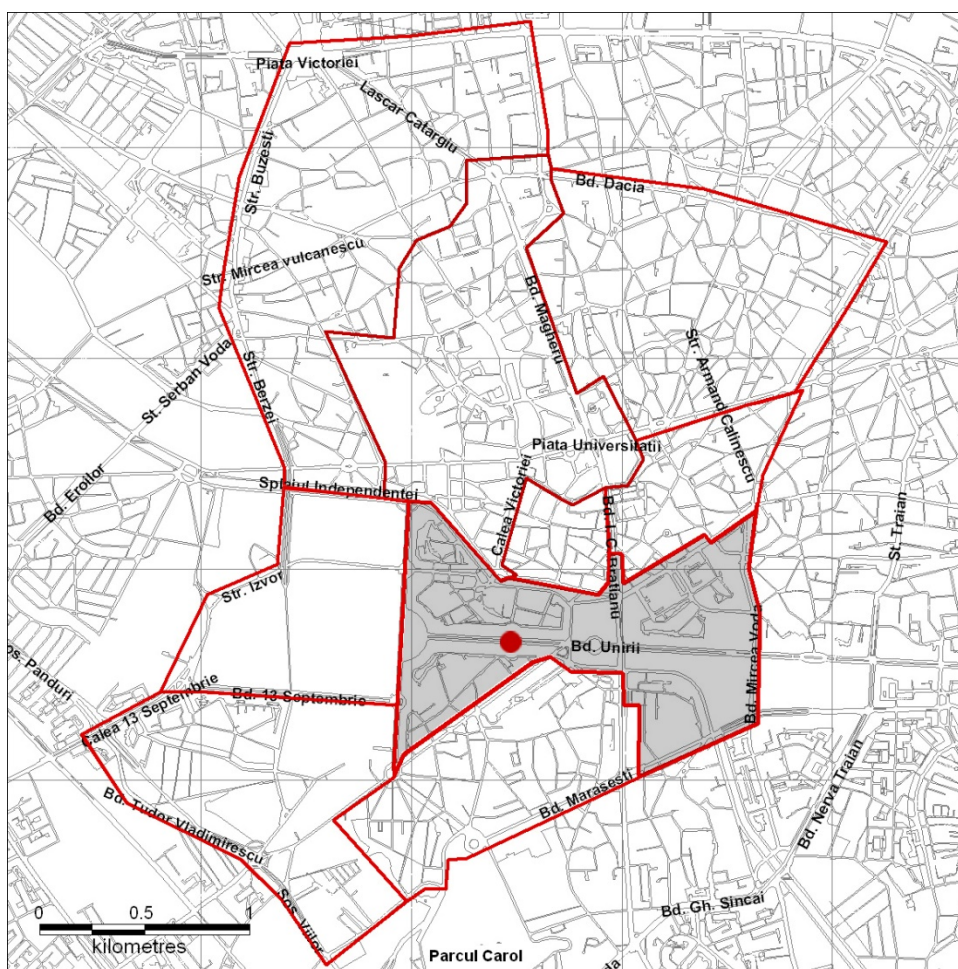 Piata Victoriei
Lascar Catargiu
Str. Buzesti
Bd. Dacia
Str. Mircea vulcanescu
Bd. Magheru
Str. Armand Calinescu
St. Serban Voda
Str. Berzei
Piata Universitatii
Bd. Eroilor
Splaiul Independentei
Calea Victoriei
Bd. I. C. Bratianu
St. Traian
Str. Izvor
Bd. Unirii
Bd. Mircea Voda
os. Panduri
Calea 13 Septembrie
Bd. 13 Septembrie
Bd. Marasesti
Bd. Nerva Traian
Bd. Tudor Vladimirescu
Sos. Viilor
Bd. Gh. Sincai
0 0.5 1
kilometres
Parcul Carol